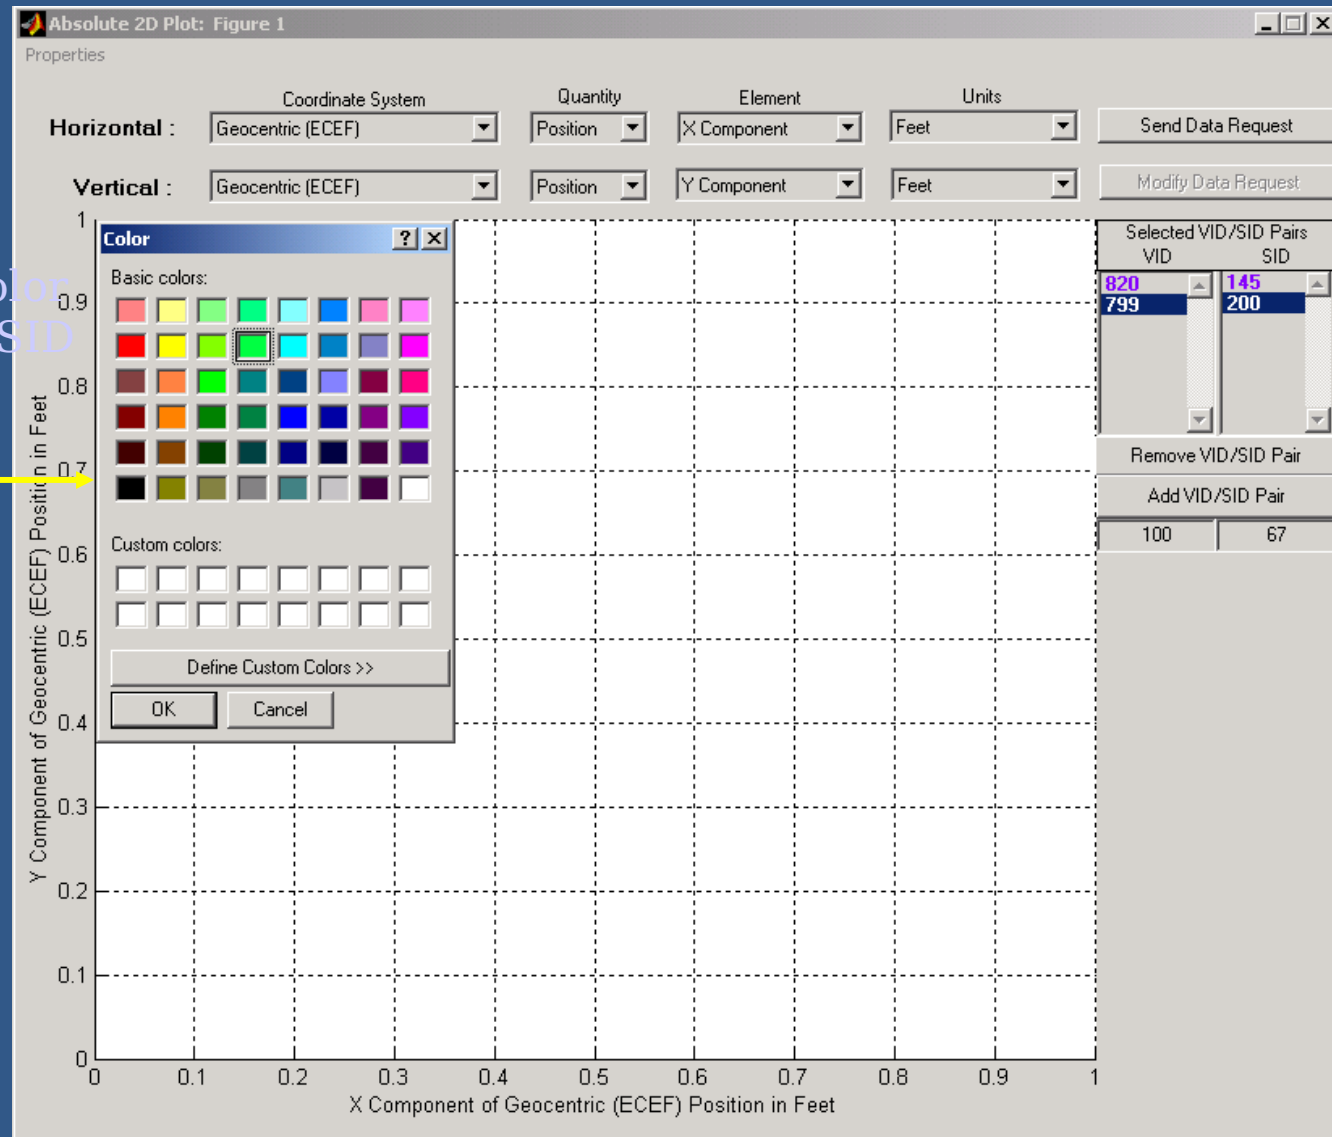 Absolute 2D Plot: Figure 1
Properties
Coordinate System Quantity Element Units
Horizontal : Geocentric (ECEF) Position X Component Feet Send Data Request
Vertical : Geocentric (ECEF) Position Y Component Feet Modify Data Request
Selected VID/SID Pairs
VID SID
820 145
799 200
Remove VID/SID Pair
Add VID/SID Pair
100 67
SID
Color
Basic colors:
Custom colors:
Define Custom Colors >>
OK Cancel
Y Component of Geocentric (ECEF) Position in Feet
1
0.9
0.8
0.7
0.6
0.5
0.4
0.3
0.2
0.1
0
0 0.1 0.2 0.3 0.4 0.5 0.6 0.7 0.8 0.9 1
X Component of Geocentric (ECEF) Position in Feet